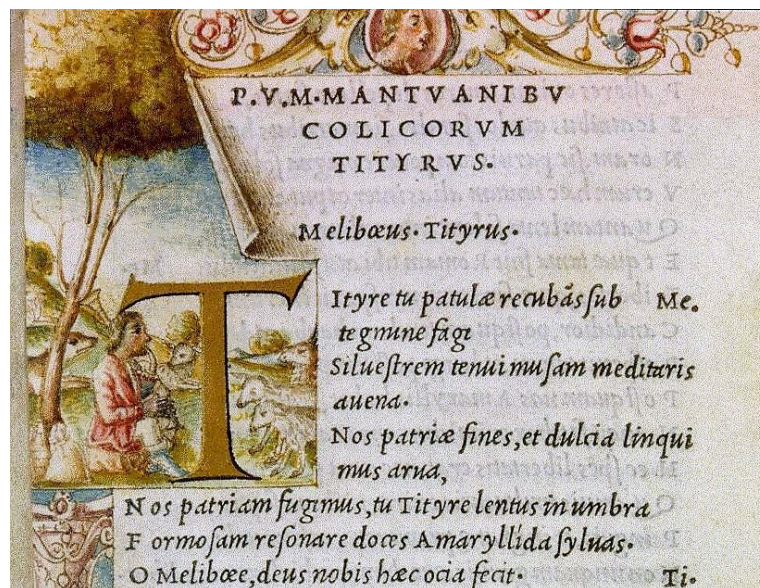 P.V.M.MANTVANI BV
COLICORVM
TITYRVS.
Melibœus. Tityrus.
TItyre tu patulæ recubãs ſub Me.
tegmine fagi
Silueſtrem tenui muſam meditaris
auena.
Nos patriæ fines, et dulcia linqui
mus arua,
Nos patriam fugimus, tu Tityre lentus in umbra
Formoſam reſonare doces Amaryllida ſyluas.
O Melibœe, deus nobis hæc ocia fecit. Ti.